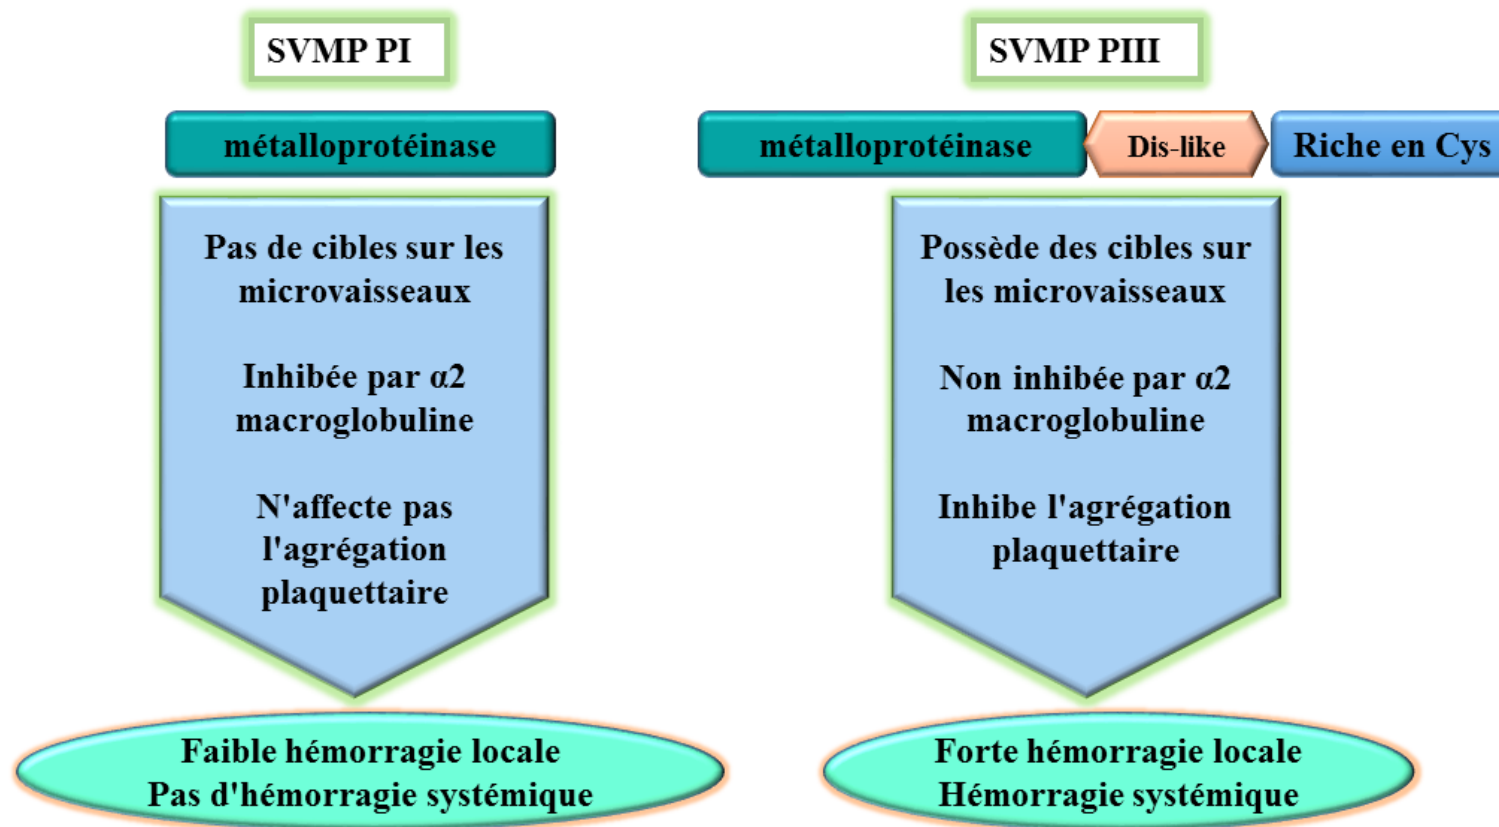 SVMP PI
métalloprotéinase
Pas de cibles sur les
microvaisseaux
Inhibée par α2
macroglobuline
N'affecte pas
l'agrégation
plaquettaire
Faible hémorragie locale
Pas d'hémorragie systémique
SVMP PIII
métalloprotéinase
Dis-like
Riche en Cys
Possède des cibles sur
les microvaisseaux
Non inhibée par α2
macroglobuline
Inhibe l'agrégation
plaquettaire
Forte hémorragie locale
Hémorragie systémique